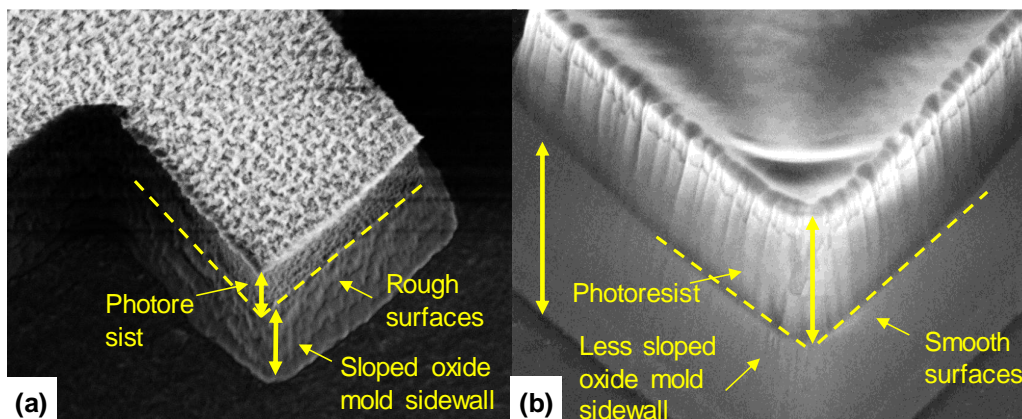 Photore
sist
Rough
surfaces
Sloped oxide
mold sidewall
(a)
Photoresist
Less sloped
oxide mold
sidewall
Smooth
surfaces
(b)